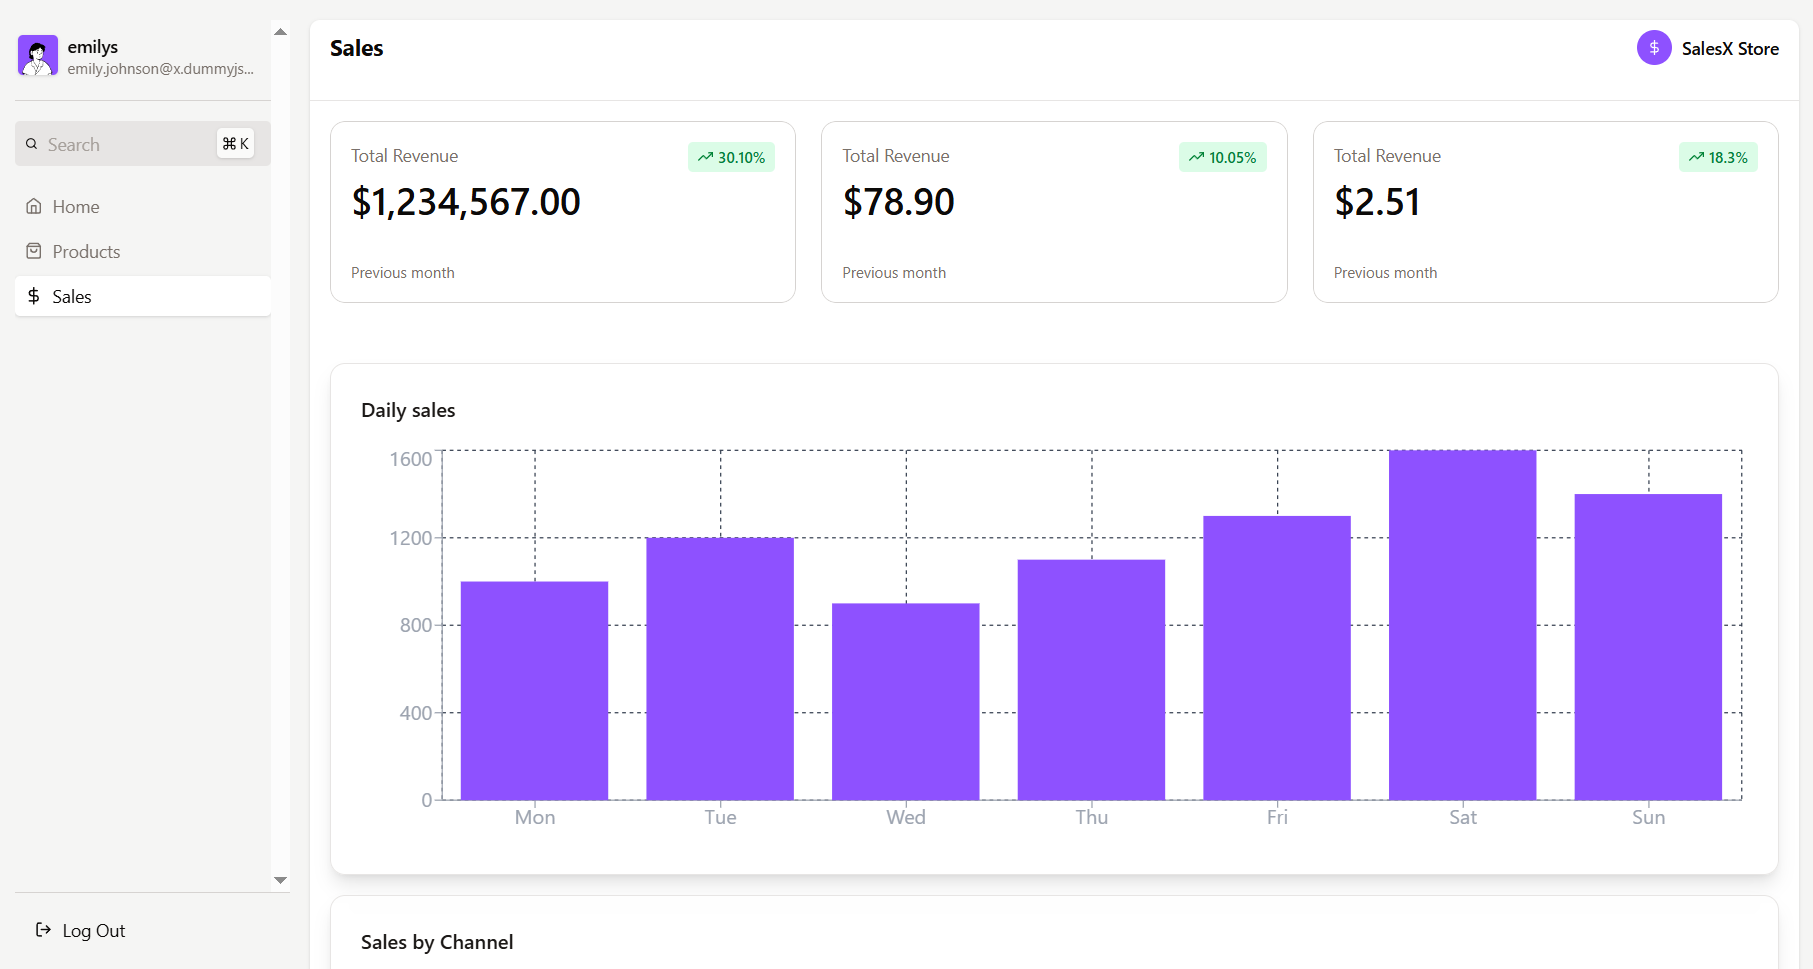 emilys
emily.johnson@x.dummyjs...
Search
⌘ K
Home
Products
$ Sales
Log Out
Sales
$ SalesX Store
Total Revenue
30.10%
$1,234,567.00
Previous month
Total Revenue
10.05%
$78.90
Previous month
Total Revenue
18.3%
$2.51
Previous month
Daily sales
1600
1200
800
400
0
Mon Tue Wed Thu Fri Sat Sun
Sales by Channel